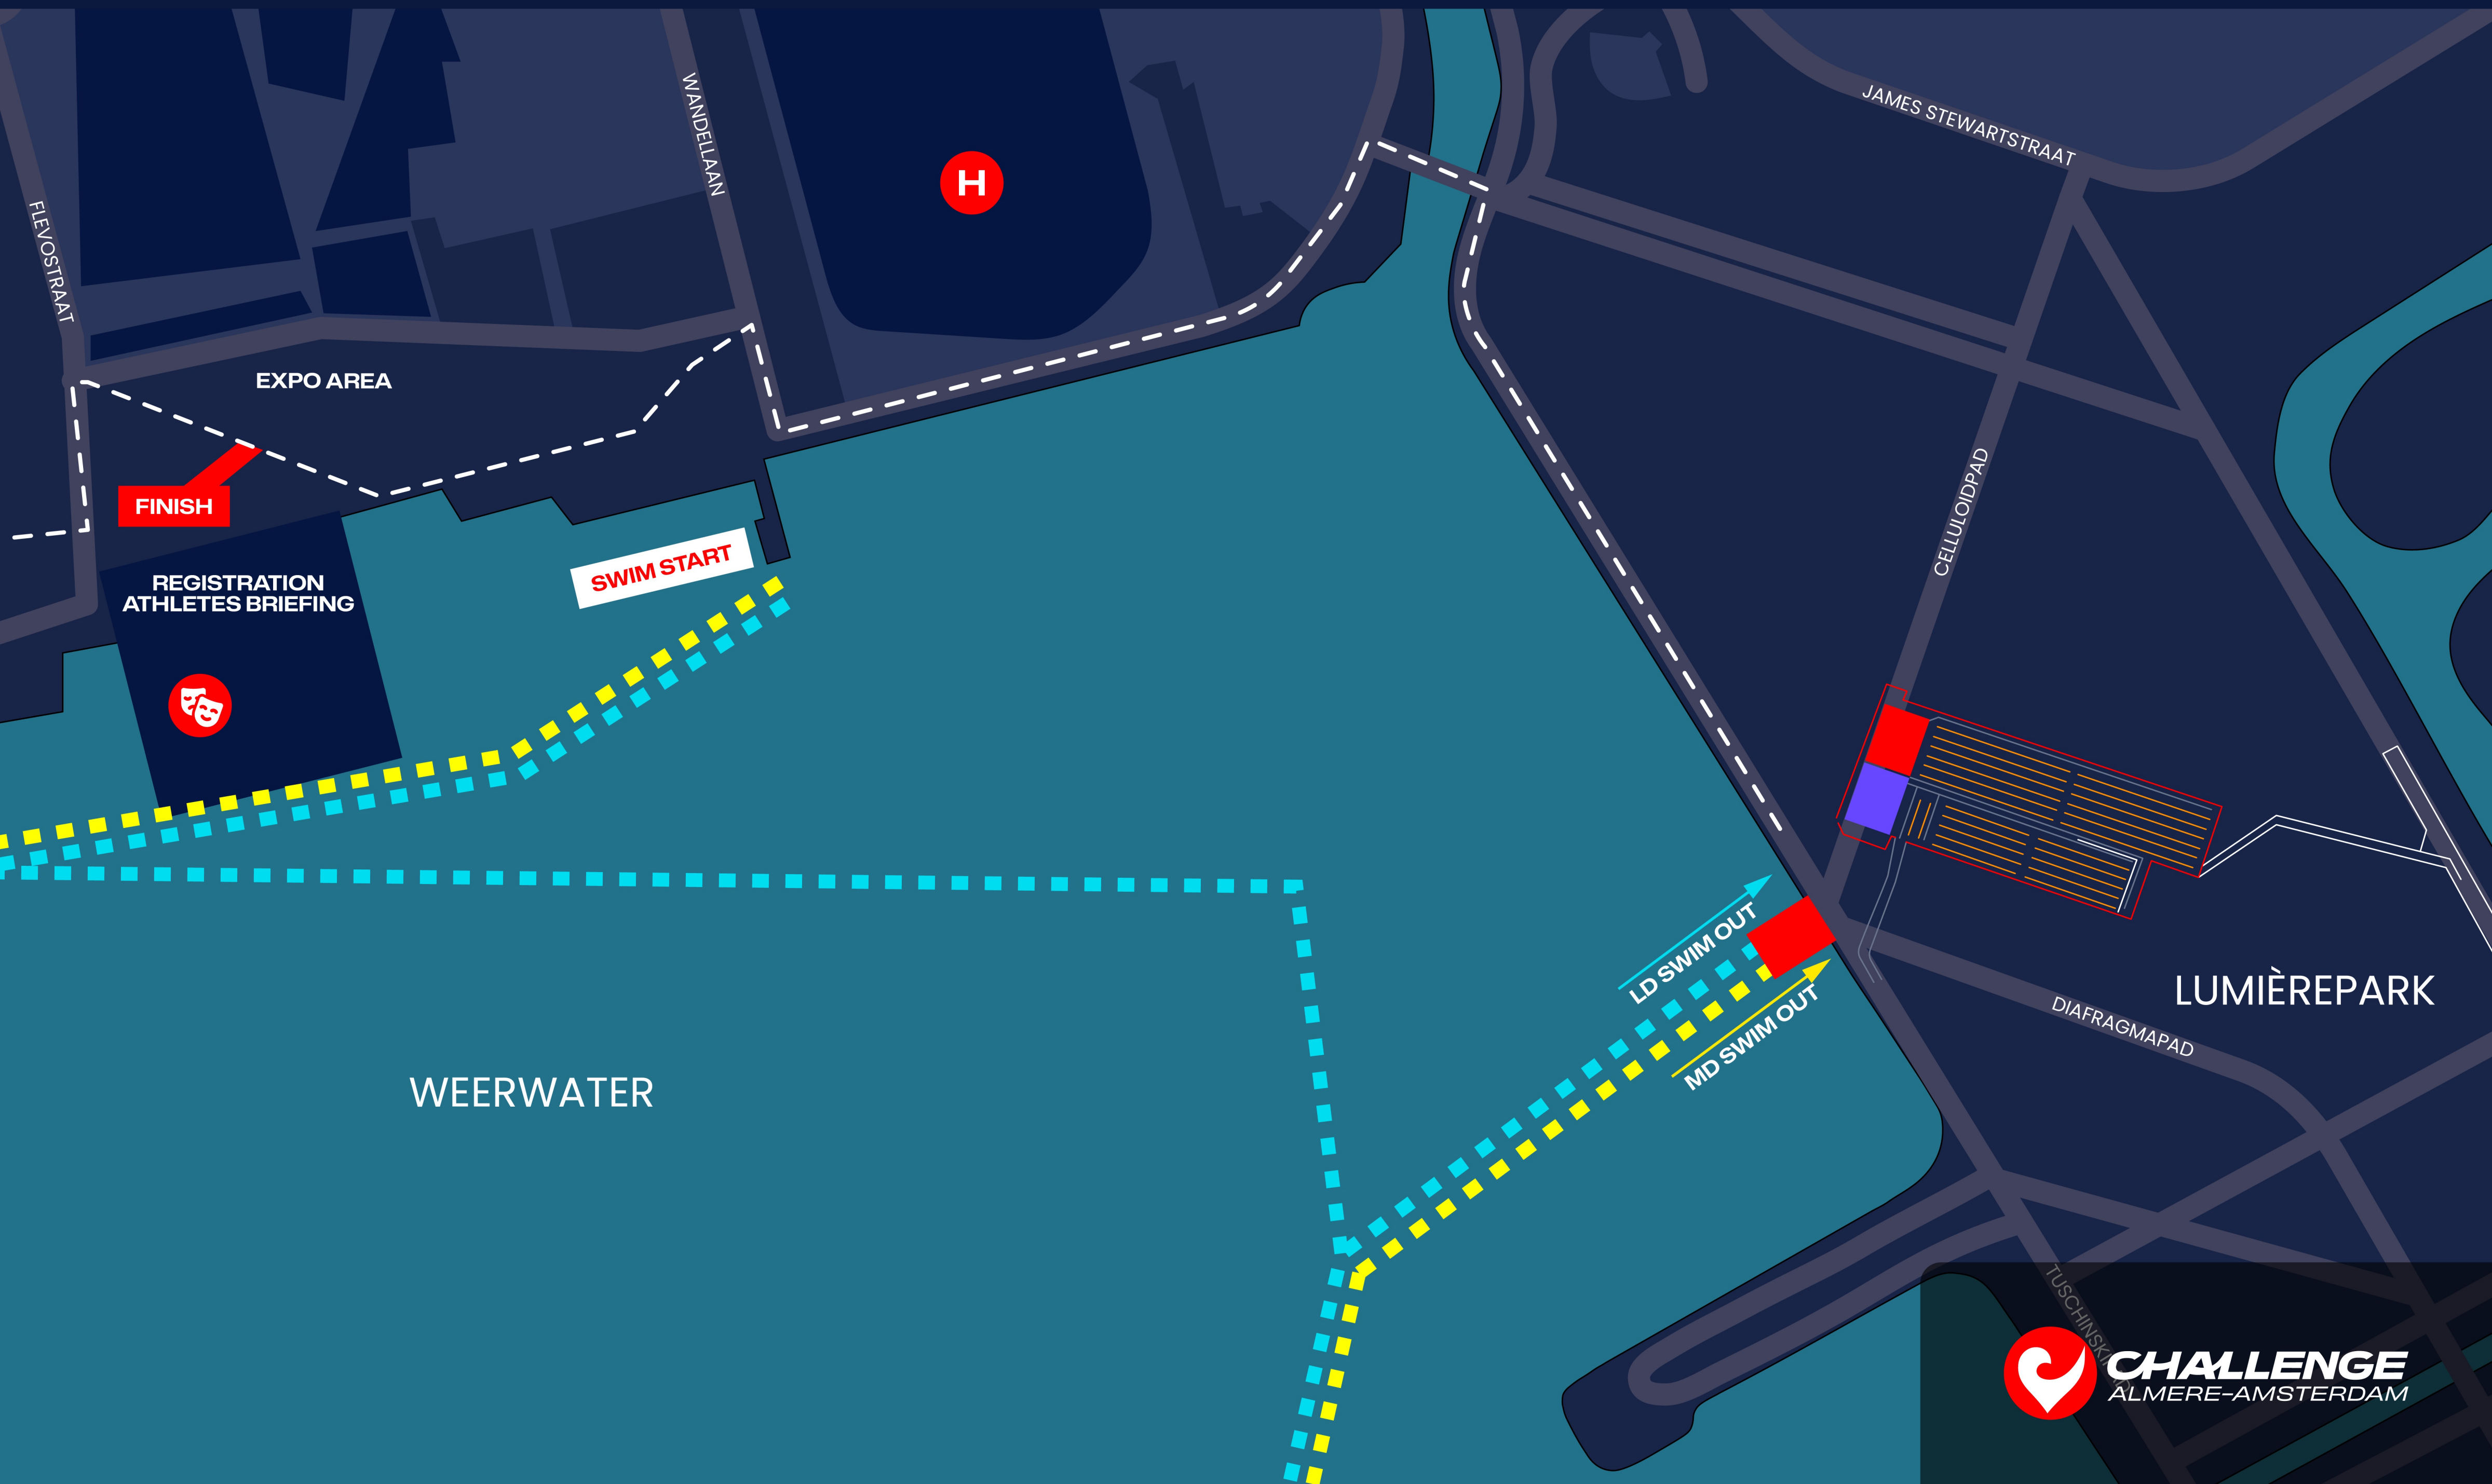 WANDELLAAN
JAMES STEWARTSTRAAT
H
FLEVOSTRAAT
EXPO AREA
FINISH
SWIM START
CELLULOIDPAD
REGISTRATION
ATHLETES BRIEFING
LD SWIM OUT
MD SWIM OUT
LUMIÈREPARK
DIAFRAGMAPAD
WEERWATER
CHALLENGE
ALMERE-AMSTERDAM